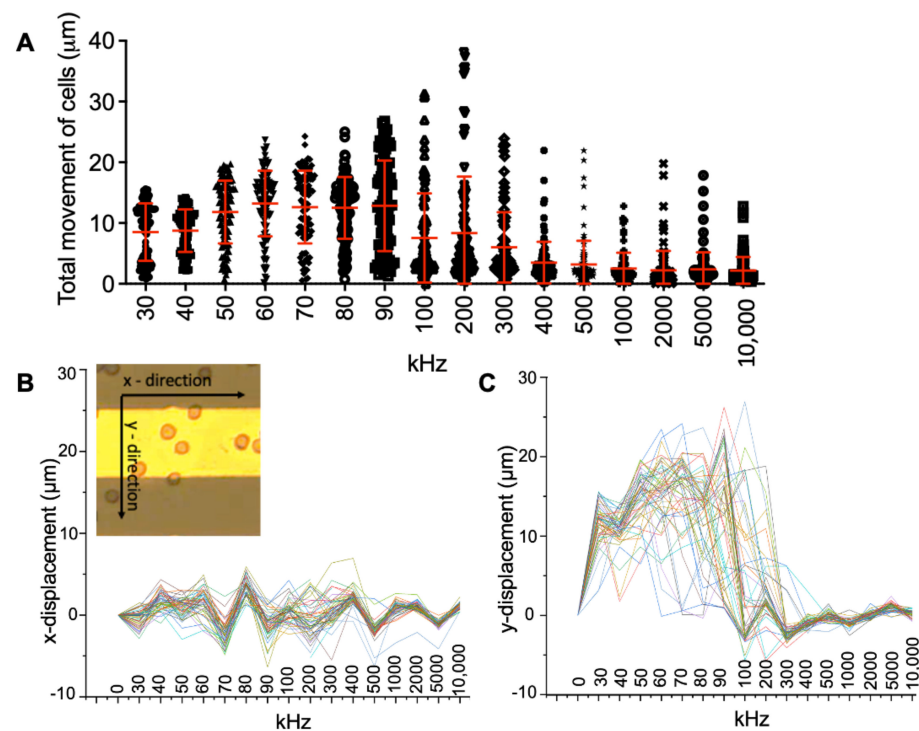 A
Total movement of cells (μm)
40
30
20
10
0
30 40 50 60 70 80 90 100 200 300 400 500 1000 2000 5000 10,000
kHz
B
x-displacement (μm)
30
20
10
0
-10
x - direction
y - direction
0 30 40 50 60 70 80 90 100 200 300 400 500 1000 2000 5000 10,000
kHz
C
y-displacement (μm)
30
20
10
0
-10
0 30 40 50 60 70 80 90 10.0 200 300 400 500 1000 2000 5000 10.000
kHz